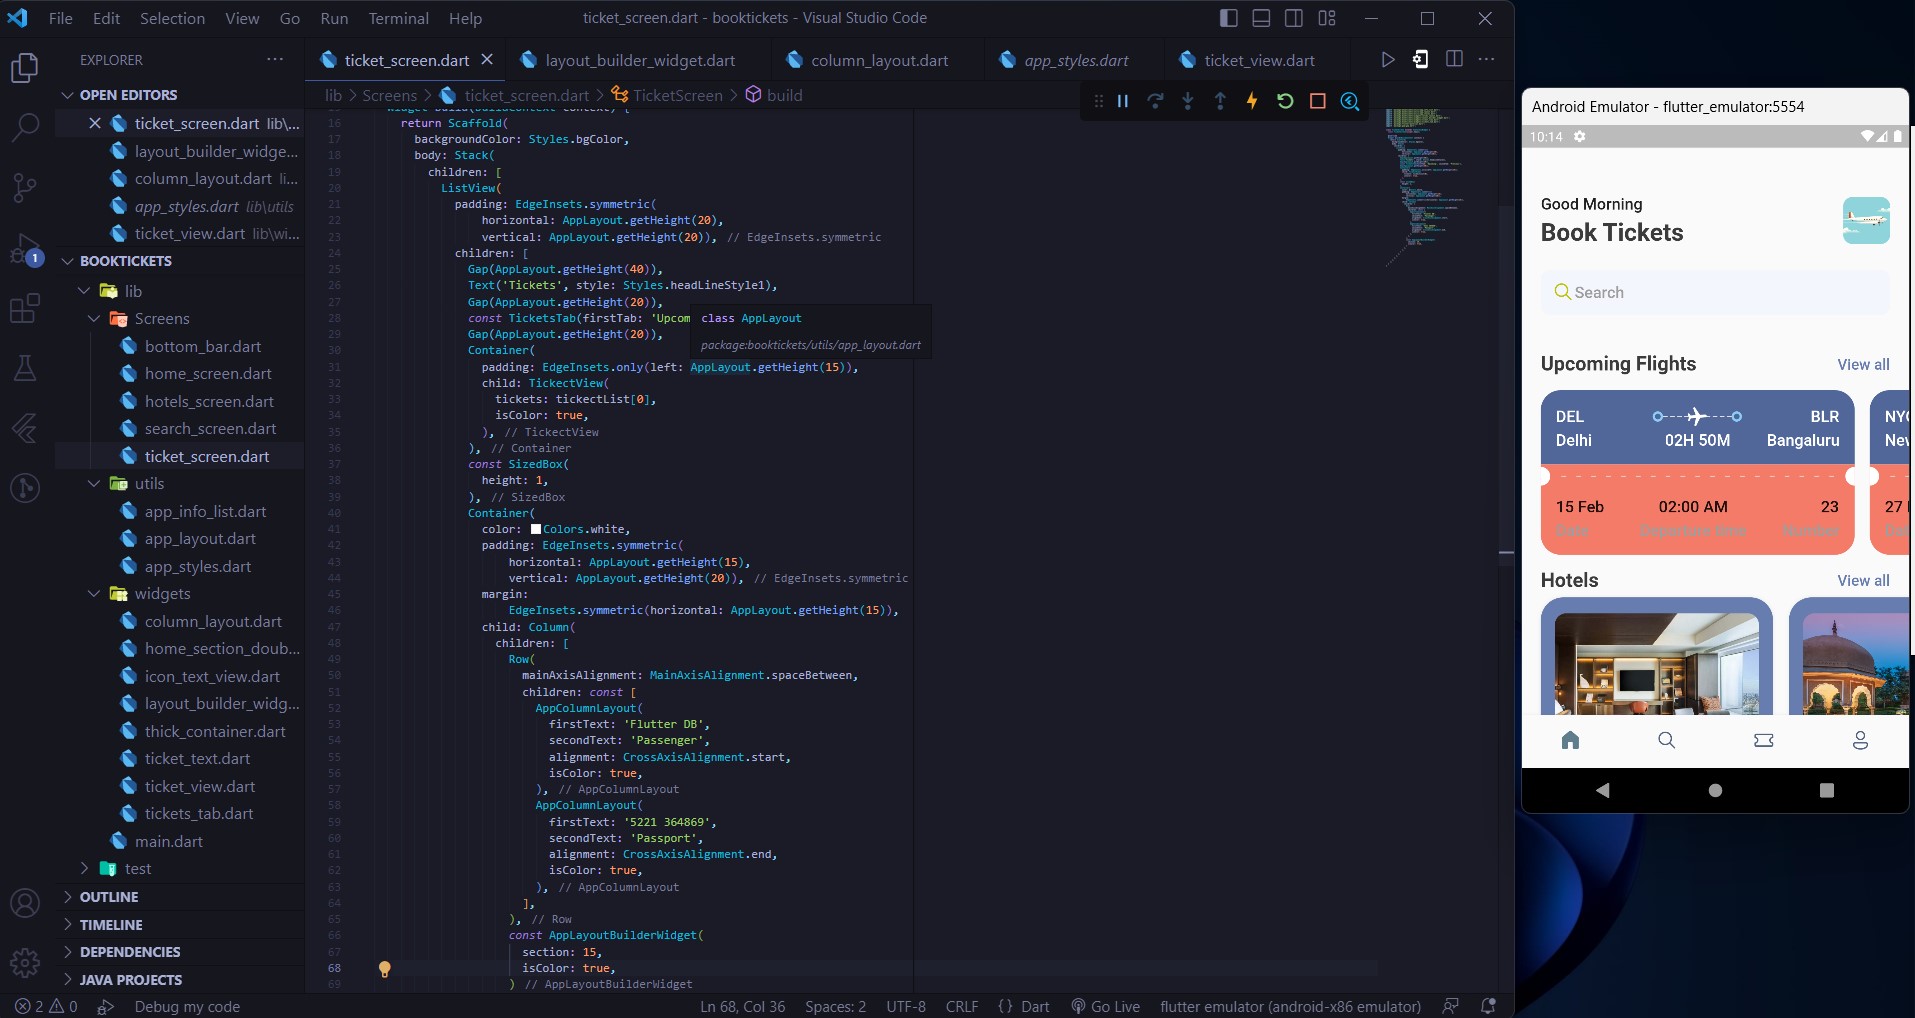 File Edit Selection View Go Run Terminal Help
ticket_screen.dart - booktickets - Visual Studio Code
EXPLORER
OPEN EDITORS
ticket_screen.dart lib\...
layout_builder_widge...
column_layout.dart li...
app_styles.dart lib\utils
ticket_view.dart lib\wi...
1
BOOKTICKETS
lib
Screens
bottom_bar.dart
home_screen.dart
hotels_screen.dart
search_screen.dart
ticket_screen.dart
utils
app_info_list.dart
app_layout.dart
app_styles.dart
widgets
column_layout.dart
home_section_doub...
icon_text_view.dart
layout_builder_widg...
thick_container.dart
ticket_text.dart
ticket_view.dart
tickets_tab.dart
main.dart
test
OUTLINE
TIMELINE
DEPENDENCIES
JAVA PROJECTS
ticket_screen.dart layout_builder_widget.dart column_layout.dart app_styles.dart ticket_view.dart
lib > Screens > ticket_screen.dart > TicketScreen > build
16 return Scaffold(
17 backgroundColor: Styles.bgColor,
18 body: Stack(
19 children: [
20 ListView(
21 padding: EdgeInsets.symmetric(
22 horizontal: AppLayout.getHeight(20),
23 vertical: AppLayout.getHeight(20)), // EdgeInsets.symmetric
24 children: [
25 Gap(AppLayout.getHeight(40)),
26 Text('Tickets', style: Styles.headLineStyle1),
27 Gap(AppLayout.getHeight(20)),
28 const TicketsTab(firstTab: 'Upcom
class AppLayout
package:booktickets/utils/app_layout.dart
29 Gap(AppLayout.getHeight(20)),
30 Container(
31 padding: EdgeInsets.only(left: AppLayout.getHeight(15)),
32 child: TickectView(
33 tickets: tickectList[0],
34 isColor: true,
35 ), // TickectView
36 ), // Container
37 const SizedBox(
38 height: 1,
39 ), // SizedBox
40 Container(
41 color: Colors.white,
42 padding: EdgeInsets.symmetric(
43 horizontal: AppLayout.getHeight(15),
44 vertical: AppLayout.getHeight(20)), // EdgeInsets.symmetric
45 margin:
46 EdgeInsets.symmetric(horizontal: AppLayout.getHeight(15)),
47 child: Column(
48 children: [
49 Row(
50 mainAxisAlignment: MainAxisAlignment.spaceBetween,
51 children: const [
52 AppColumnLayout(
53 firstText: 'Flutter DB',
54 secondText: 'Passenger',
55 alignment: CrossAxisAlignment.start,
56 isColor: true,
57 ), // AppColumnLayout
58 AppColumnLayout(
59 firstText: '5221 364869',
60 secondText: 'Passport',
61 alignment: CrossAxisAlignment.end,
62 isColor: true,
63 ), // AppColumnLayout
64 ],
65 ), // Row
66 const AppLayoutBuilderWidget(
67 section: 15,
68 isColor: true,
69 ) // AppLayoutBuilderWidget
2 0 Debug my code Ln 68, Col 36 Spaces: 2 UTF-8 CRLF {} Dart Go Live flutter emulator (android-x86 emulator)
Android Emulator - flutter_emulator:5554
10:14
Good Morning
Book Tickets
Search
Upcoming Flights View all
DEL BLR
Delhi 02H 50M Bangaluru
15 Feb 02:00 AM 23
Date Departure time Number
NYC
New
27
Hotels View all